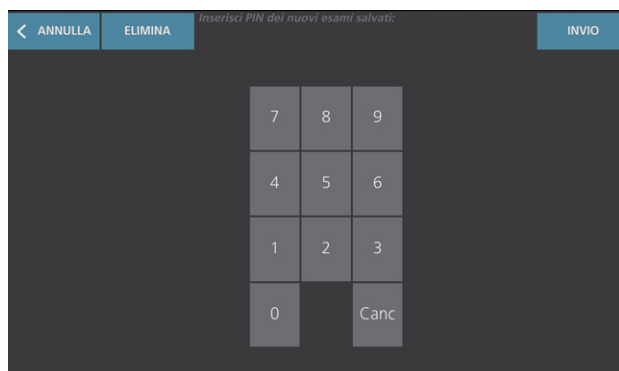 Inserisci PIN dei nuovi esami salvati:
ANNULLA ELIMINA INVIO
7 8 9
4 5 6
1 2 3
0 Canc